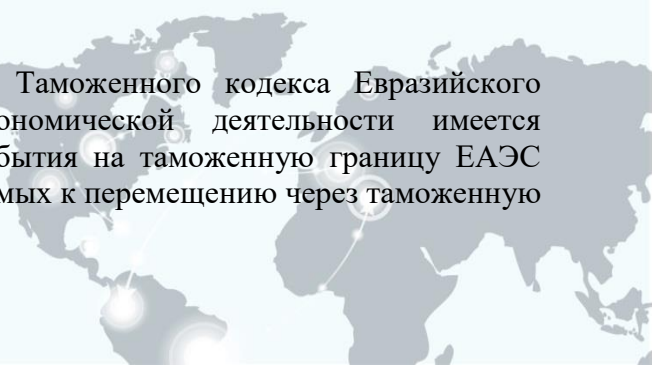 Таможенного кодекса Евразийского
ономической деятельности имеется
бытия на таможенную границу ЕАЭС
мых к перемещению через таможенную